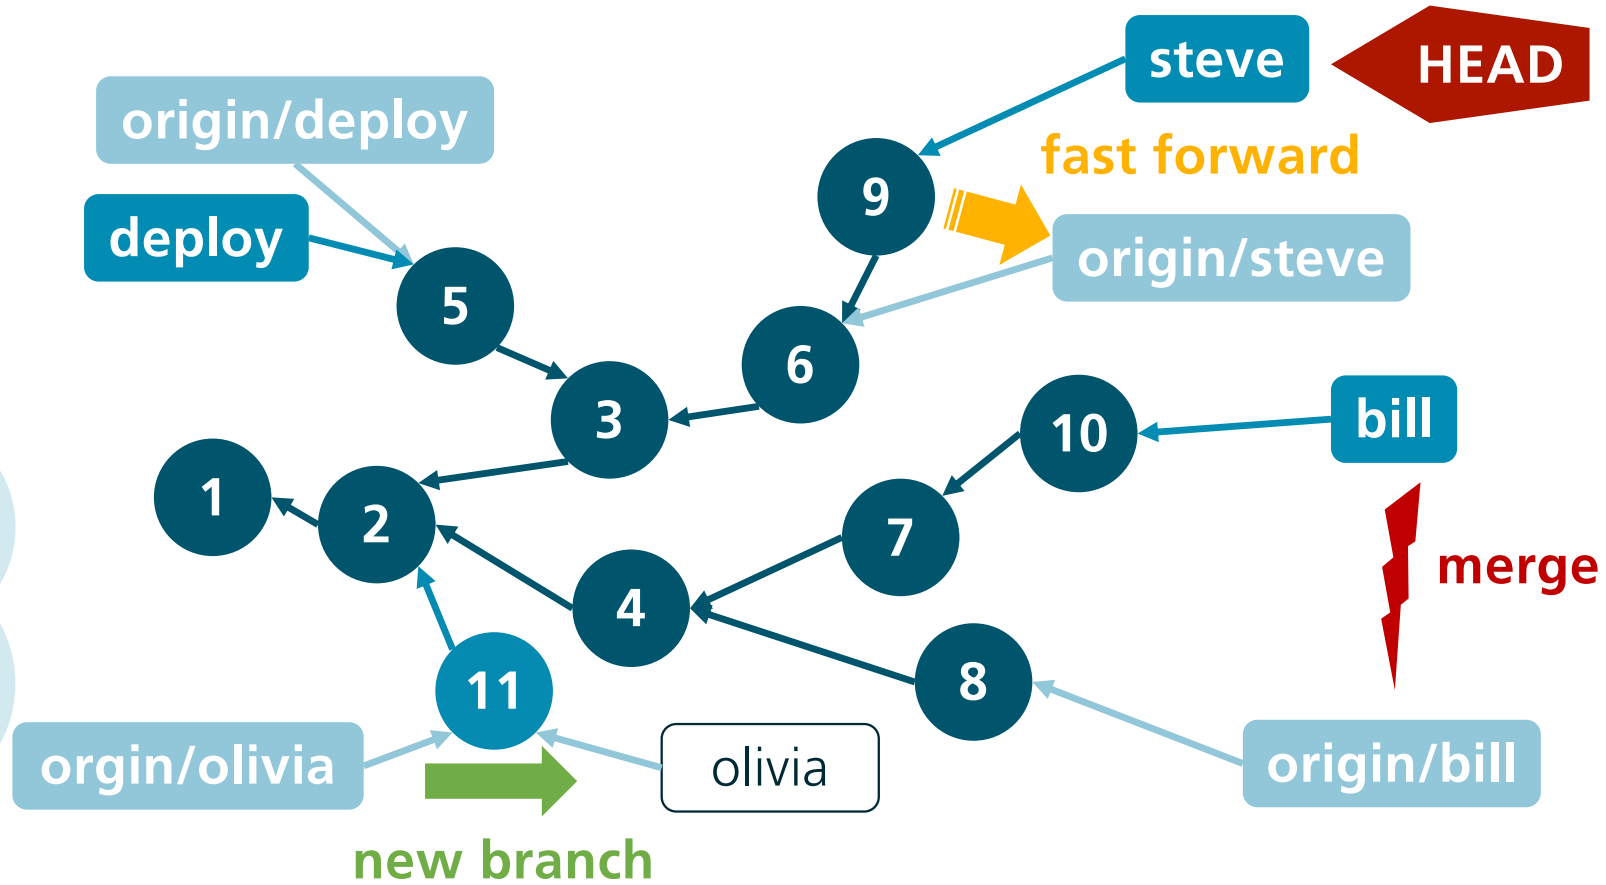 steve
HEAD
origin/deploy
fast forward
9
deploy
origin/steve
5
6
3
10
bill
1
2
7
merge
4
11
8
orgin/olivia
olivia
origin/bill
new branch